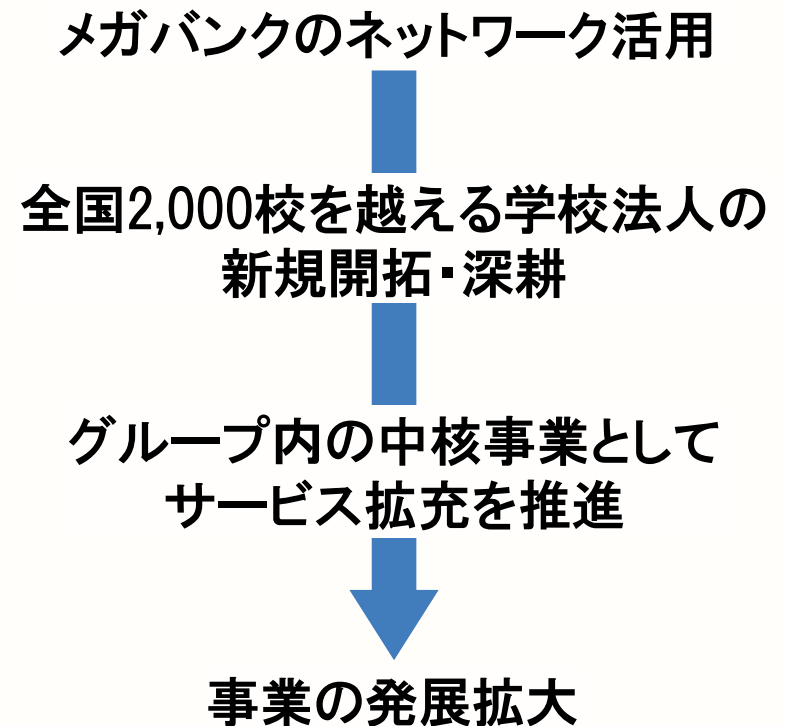 メガバンクのネットワーク活用
全国2,000校を越える学校法人の
新規開拓・深耕
グループ内の中核事業として
サービス拡充を推進
事業の発展拡大